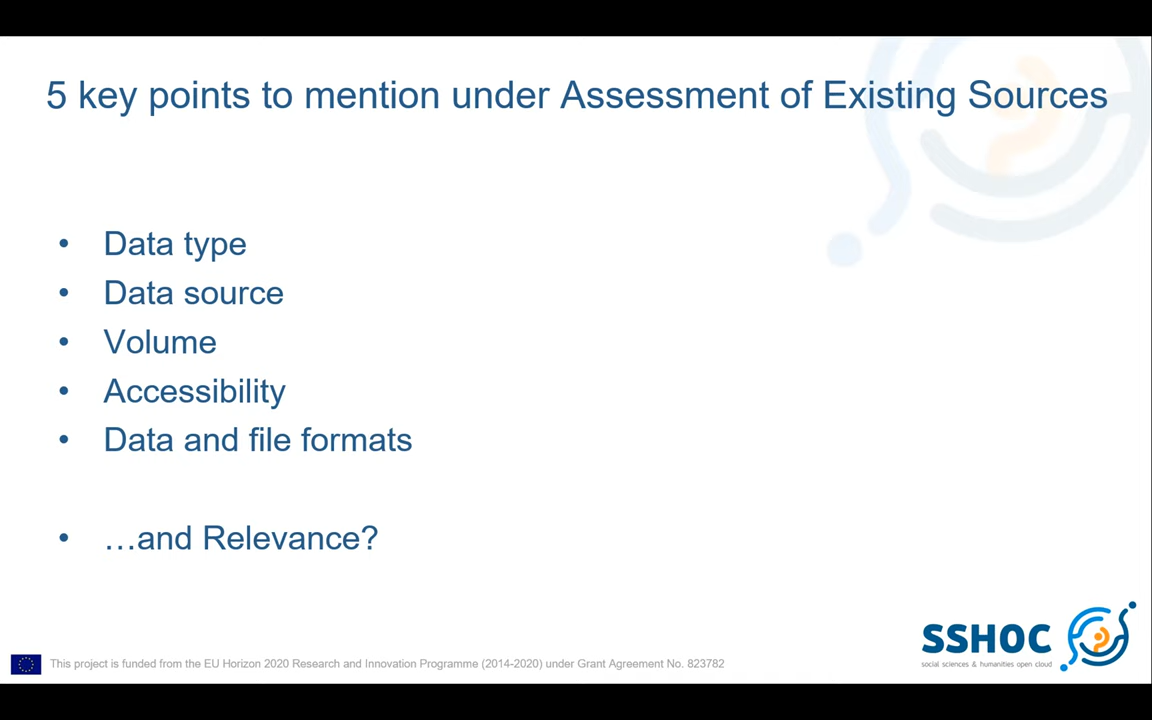 5 key points to mention under Assessment of Existing Sources
• Data type
• Data source
• Volume
• Accessibility
• Data and file formats
• …and Relevance?
SSHOC
social sciences & humanities open cloud
This project is funded from the EU Horizon 2020 Research and Innovation Programme (2014-2020) under Grant Agreement No. 823782